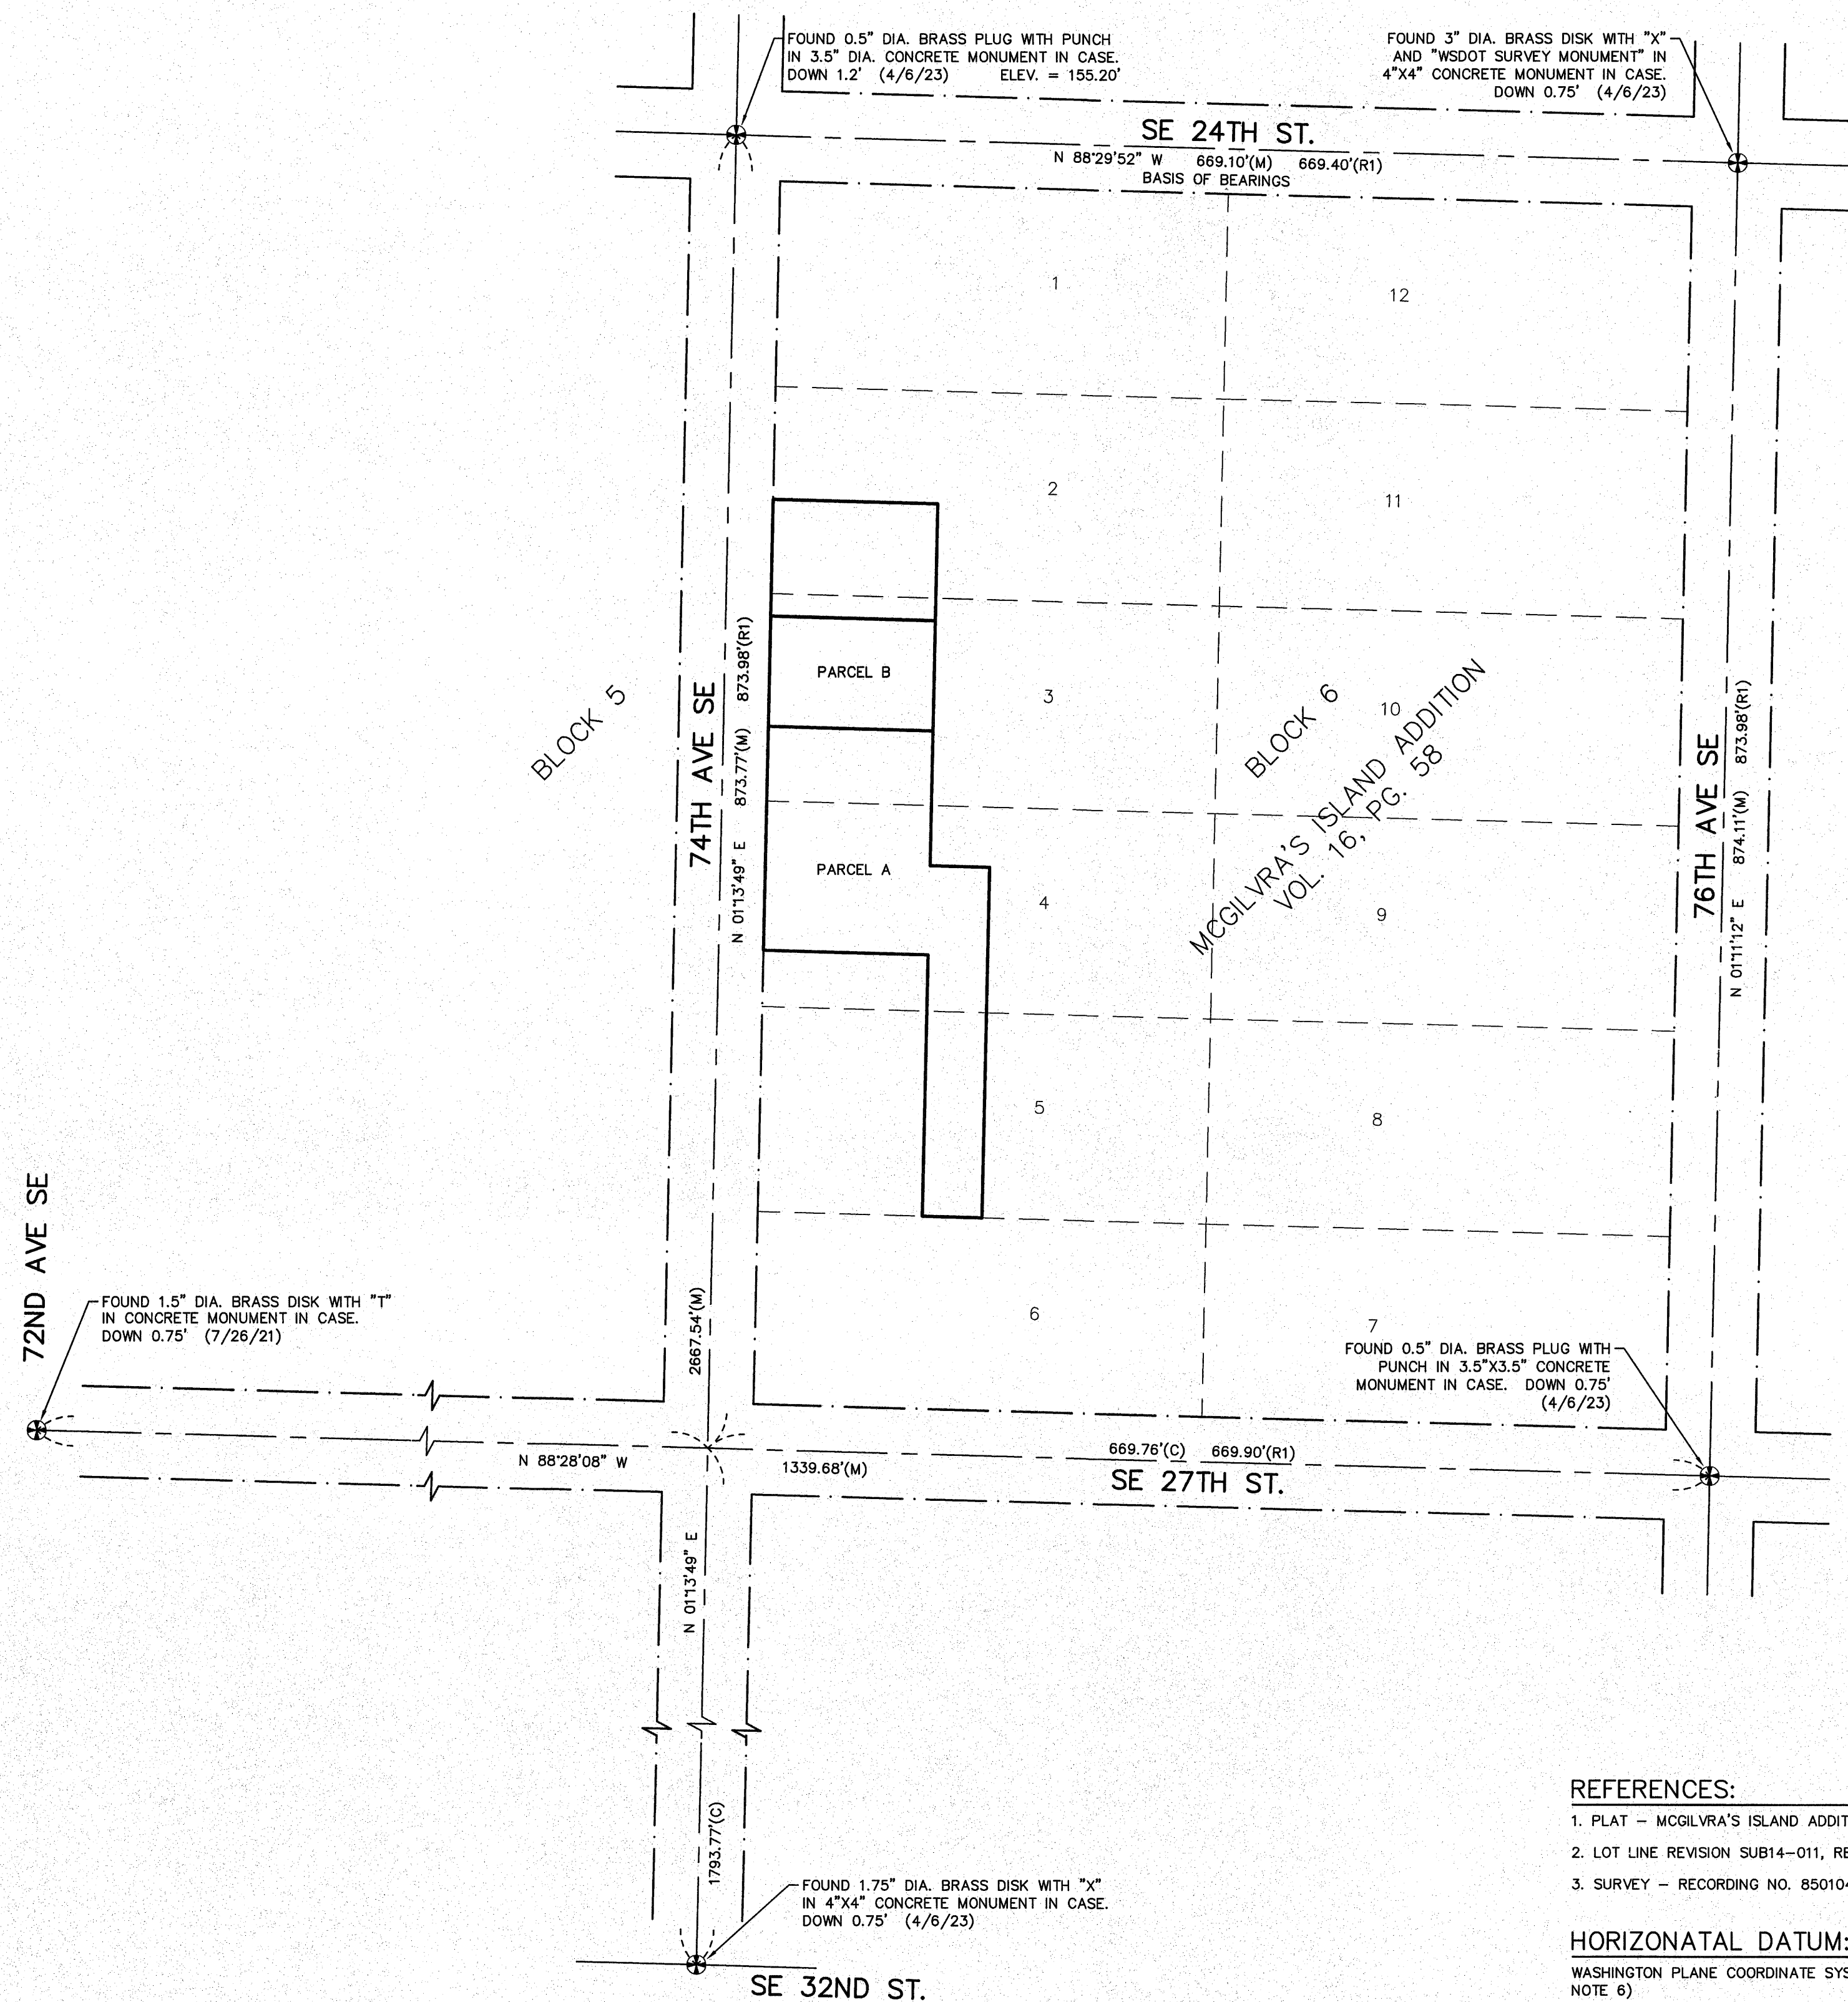 FOUND 0.5" DIA. BRASS PLUG WITH PUNCH
IN 3.5" DIA. CONCRETE MONUMENT IN CASE.
DOWN 1.2' (4/6/23) ELEV. = 155.20'
FOUND 3" DIA. BRASS DISK WITH "X"
AND "WSDOT SURVEY MONUMENT" IN
4"X4" CONCRETE MONUMENT IN CASE.
DOWN 0.75' (4/6/23)
SE 24TH ST.
N 88°29'52" W 669.10'(M) 669.40'(R1)
BASIS OF BEARINGS
1
12
2
11
PARCEL B
3
10
BLOCK 5
74TH AVE SE
N 01°13'49" E 873.77'(M) 873.98'(R1)
BLOCK 6
MCGILVRA'S ISLAND ADDITION
VOL. 16, PG. 58
76TH AVE SE
N 01°11'12" E 874.11'(M) 873.98'(R1)
PARCEL A
4
9
5
8
72ND AVE SE
FOUND 1.5" DIA. BRASS DISK WITH "T"
IN CONCRETE MONUMENT IN CASE.
DOWN 0.75' (7/26/21)
2667.54'(M)
6
7
FOUND 0.5" DIA. BRASS PLUG WITH
PUNCH IN 3.5"X3.5" CONCRETE
MONUMENT IN CASE. DOWN 0.75'
(4/6/23)
N 88°28'08" W
1339.68'(M)
669.76'(C) 669.90'(R1)
SE 27TH ST.
N 01°13'49" E
1793.77'(C)
FOUND 1.75" DIA. BRASS DISK WITH "X"
IN 4"X4" CONCRETE MONUMENT IN CASE.
DOWN 0.75' (4/6/23)
SE 32ND ST.
REFERENCES:
1. PLAT – MCGILVRA'S ISLAND ADDIT
2. LOT LINE REVISION SUB14–011, RE
3. SURVEY – RECORDING NO. 850104
HORIZONATAL DATUM:
WASHINGTON PLANE COORDINATE SYS
NOTE 6)